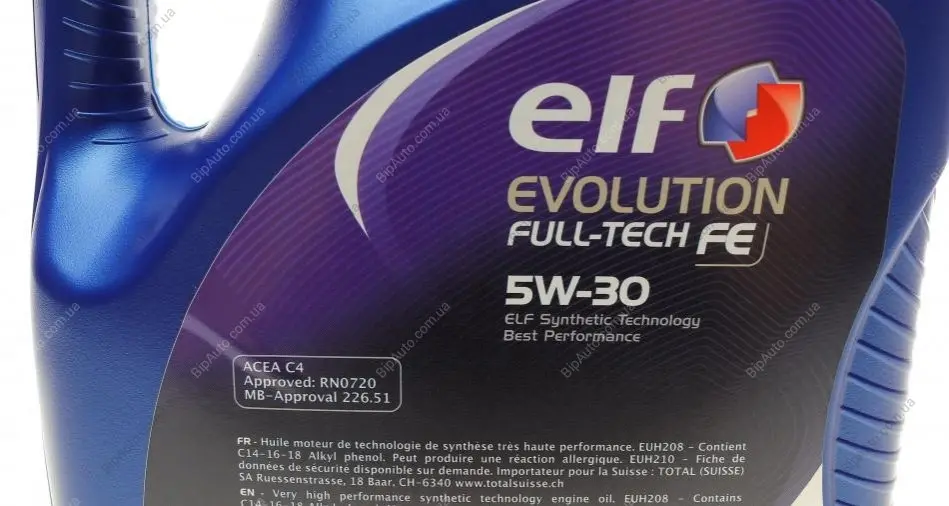 elf
EVOLUTION
FULL-TECH FE
5W-30
ELF Synthetic Technology
Best Performance
ACEA C4
Approved: RN0720
MB-Approval 226.51
FR - Huile moteur de technologie de synthèse très haute performance. EUH208 - Contient
C14-16-18 Alkyl phenol. Peut produire une réaction allergique. EUH210 - Fiche de
données de sécurité disponible sur demande. Importateur pour la Suisse : TOTAL (SUISSE)
SA Ruessenstrasse, 18 Baar, CH-6340 www.totalsuisse.ch
EN - Very high performance synthetic technology engine oil. EUH208 - Contains
BipAuto.com.ua